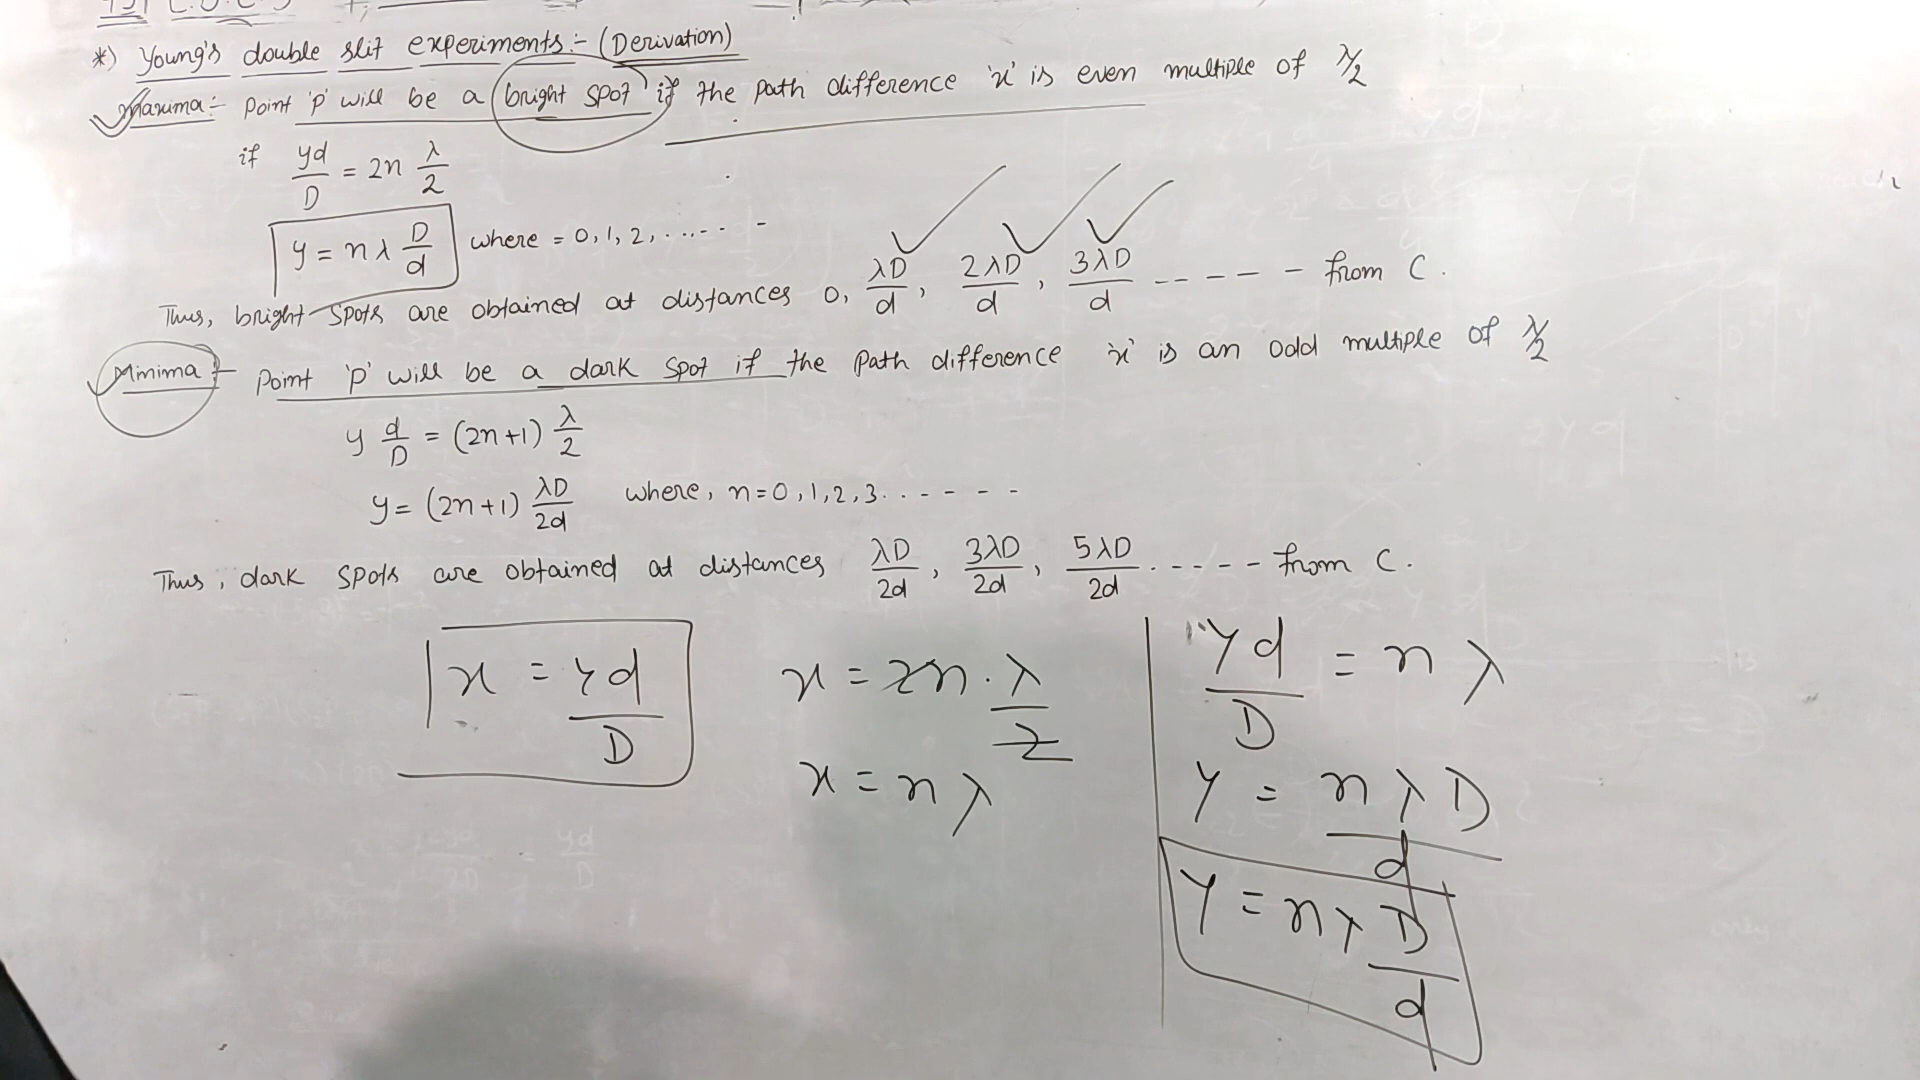 *) Young's double slit experiments:- (Derivation)
Maxima:- Point 'P' will be a bright spot if the path difference 'x' is even multiple of λ/2
if yd/D = 2n λ/2
y = nλ D/d where = 0, 1, 2, ......
Thus, bright spots are obtained at distances 0, λD/d, 2λD/d, 3λD/d ----- from C.
Minima :- Point 'P' will be a dark spot if the path difference 'x' is an odd multiple of λ/2
y d/D = (2n+1) λ/2
y = (2n+1) λD/2d where, n=0,1,2,3......
Thus, dark spots are obtained at distances λD/2d, 3λD/2d, 5λD/2d ..... from C.
x = yd/D
x = 2n · λ/2
x = nλ
yd/D = nλ
y = nλD/d
y = nλ D/d